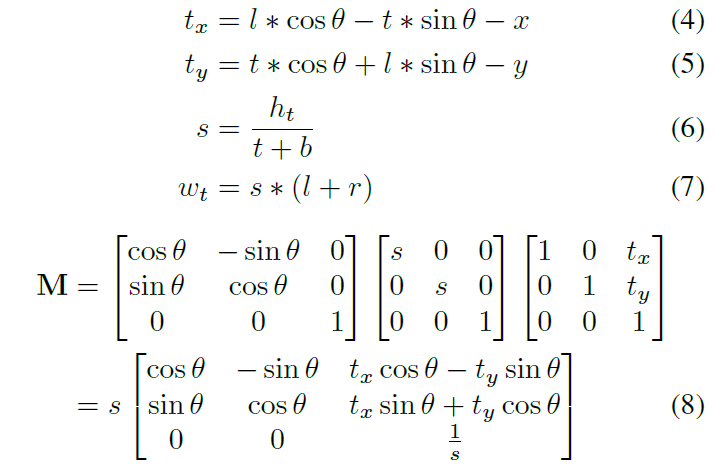 t_x = l * cos θ − t * sin θ − x (4)
t_y = t * cos θ + l * sin θ − y (5)
s = h_t / (t + b) (6)
w_t = s * (l + r) (7)
M = [cos θ − sin θ 0; sin θ cos θ 0; 0 0 1] [s 0 0; 0 s 0; 0 0 1] [1 0 t_x; 0 1 t_y; 0 0 1]
= s [cos θ − sin θ t_x cos θ − t_y sin θ; sin θ cos θ t_x sin θ + t_y cos θ; 0 0 1/s] (8)